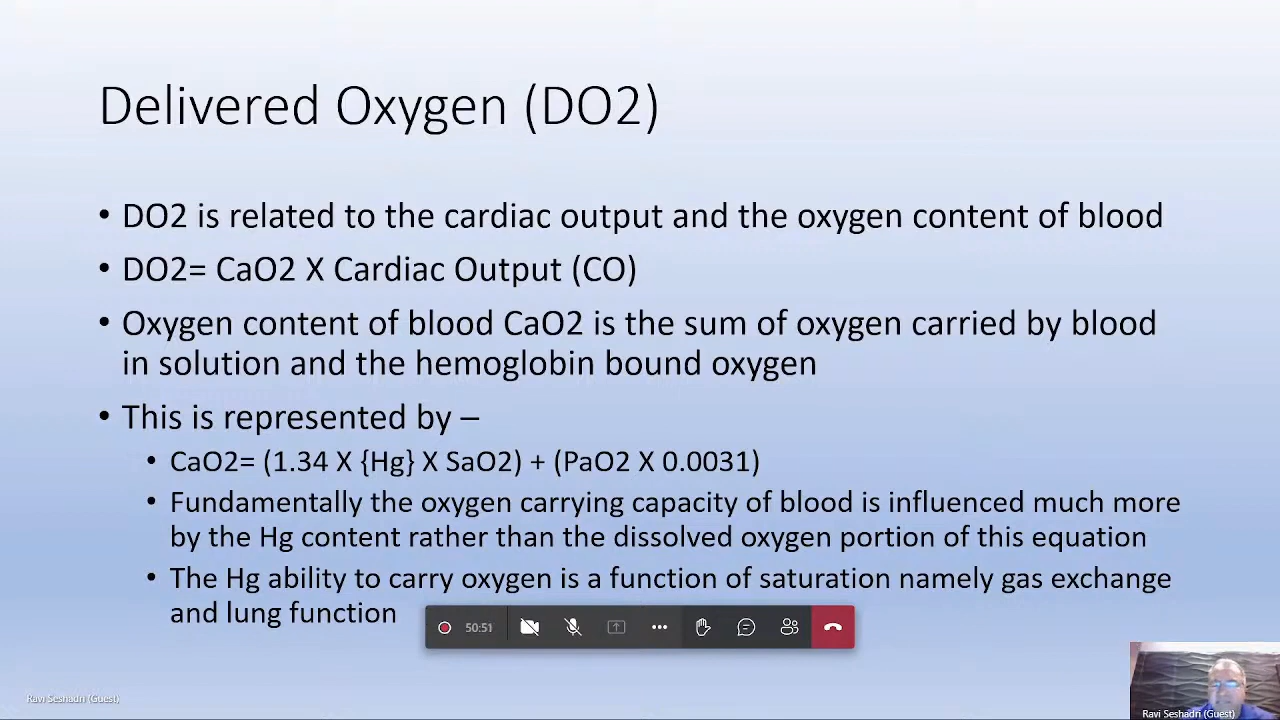 Delivered Oxygen (DO2)
• DO2 is related to the cardiac output and the oxygen content of blood
• DO2= CaO2 X Cardiac Output (CO)
• Oxygen content of blood CaO2 is the sum of oxygen carried by blood
in solution and the hemoglobin bound oxygen
• This is represented by –
• CaO2= (1.34 X {Hg} X SaO2) + (PaO2 X 0.0031)
• Fundamentally the oxygen carrying capacity of blood is influenced much more
by the Hg content rather than the dissolved oxygen portion of this equation
• The Hg ability to carry oxygen is a function of saturation namely gas exchange
and lung function
50:51
Ravi Seshadri (Guest)
Ravi Seshadri (Guest)